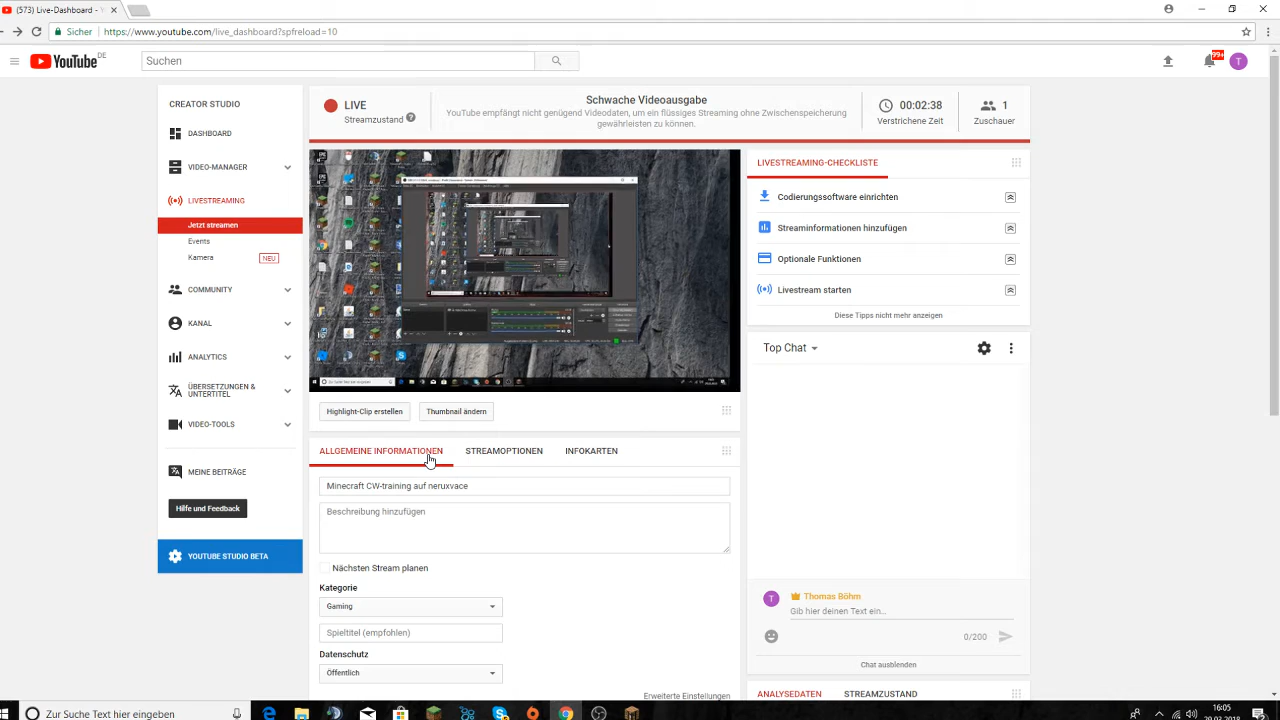 (573) Live-Dashboard - Yo
Sicher
https://www.youtube.com/live_dashboard?spfreload=10
YouTube DE
Suchen
99+
T
CREATOR STUDIO
DASHBOARD
VIDEO-MANAGER
LIVESTREAMING
Jetzt streamen
Events
Kamera
NEU
COMMUNITY
KANAL
ANALYTICS
ÜBERSETZUNGEN &
UNTERTITEL
VIDEO-TOOLS
MEINE BEITRÄGE
Hilfe und Feedback
YOUTUBE STUDIO BETA
LIVE
Streamzustand
Schwache Videoausgabe
YouTube empfängt nicht genügend Videodaten, um ein flüssiges Streaming ohne Zwischenspeicherung
gewährleisten zu können.
00:02:38
Verstrichene Zeit
1
Zuschauer
Highlight-Clip erstellen
Thumbnail ändern
ALLGEMEINE INFORMATIONEN
STREAMOPTIONEN
INFOKARTEN
Minecraft CW-training auf neruxvace
Beschreibung hinzufügen
Nächsten Stream planen
Kategorie
Gaming
Spieltitel (empfohlen)
Datenschutz
Öffentlich
Erweiterte Einstellungen
LIVESTREAMING-CHECKLISTE
Codierungssoftware einrichten
Streaminformationen hinzufügen
Optionale Funktionen
Livestream starten
Diese Tipps nicht mehr anzeigen
Top Chat
T
Thomas Böhm
Gib hier deinen Text ein...
0/200
Chat ausblenden
ANALYSEDATEN
STREAMZUSTAND
Zur Suche Text hier eingeben
16:05
20.03.2018